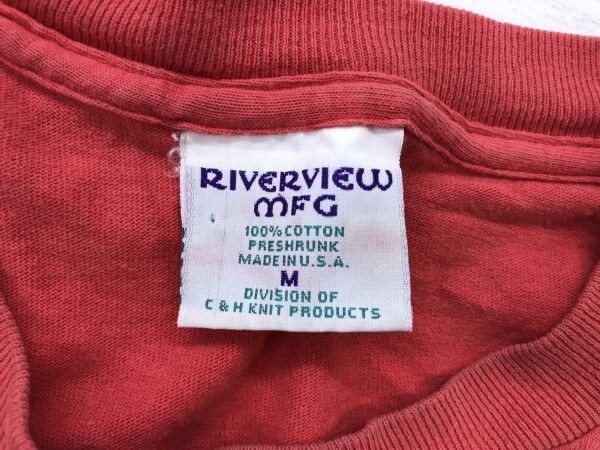 RIVERVIEW
MFG
100% COTTON
PRESHRUNK
MADE IN U.S.A.
M
DIVISION OF
C & H KNIT PRODUCTS